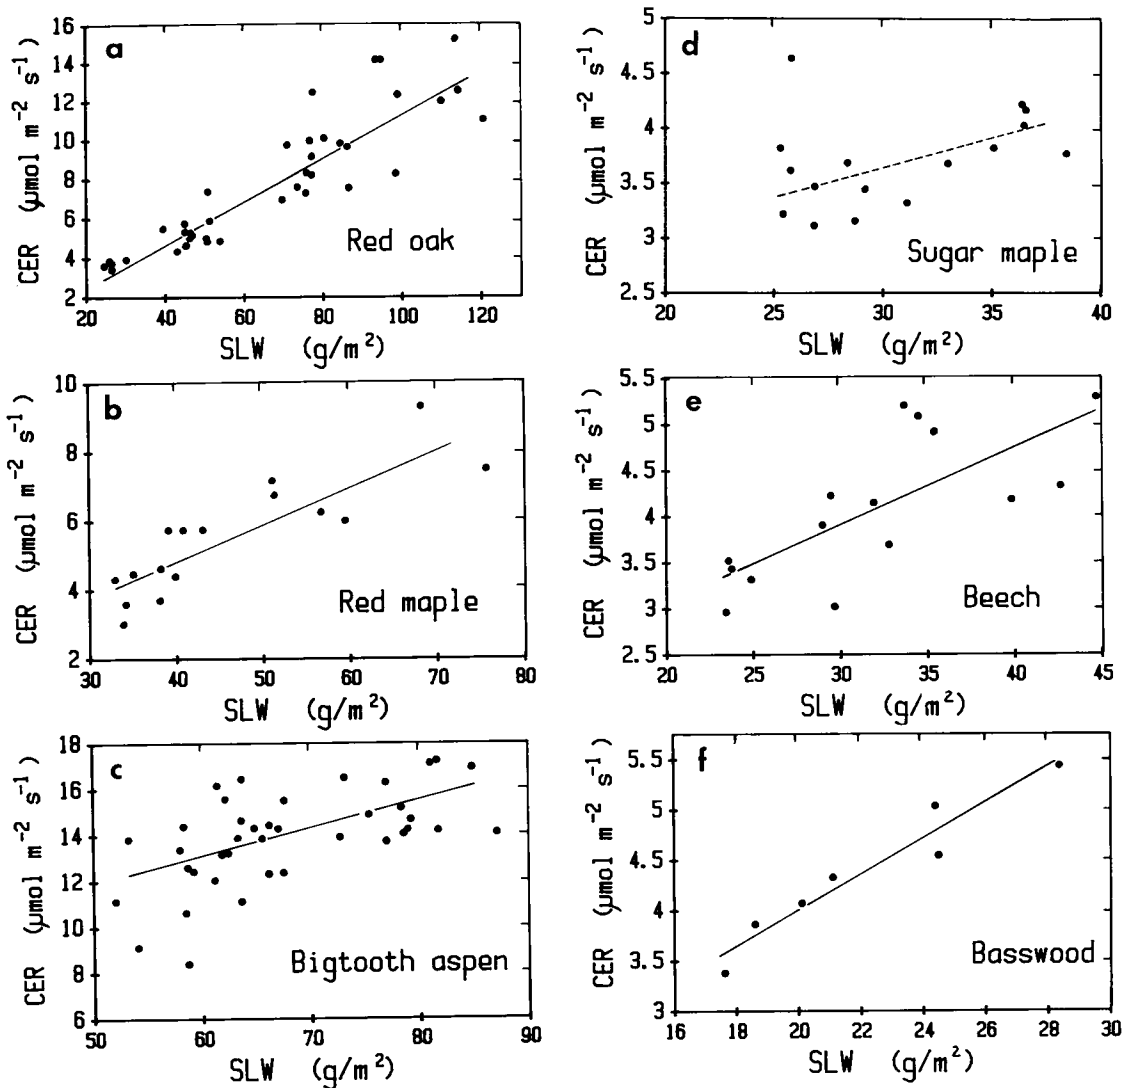 a
16
14
12
10
8
6
4
2
CER (μmol m⁻² s⁻¹)
Red oak
20 40 60 80 100 120
SLW (g/m²)
b
10
8
6
4
2
CER (μmol m⁻² s⁻¹)
Red maple
30 40 50 60 70 80
SLW (g/m²)
c
18
16
14
12
10
8
6
CER (μmol m⁻² s⁻¹)
Bigtooth aspen
50 60 70 80 90
SLW (g/m²)
d
5
4.5
4
3.5
3
2.5
CER (μmol m⁻² s⁻¹)
Sugar maple
20 25 30 35 40
SLW (g/m²)
e
5.5
5
4.5
4
3.5
3
2.5
CER (μmol m⁻² s⁻¹)
Beech
20 25 30 35 40 45
SLW (g/m²)
f
5.5
5
4.5
4
3.5
3
CER (μmol m⁻² s⁻¹)
Basswood
16 18 20 22 24 26 28 30
SLW (g/m²)